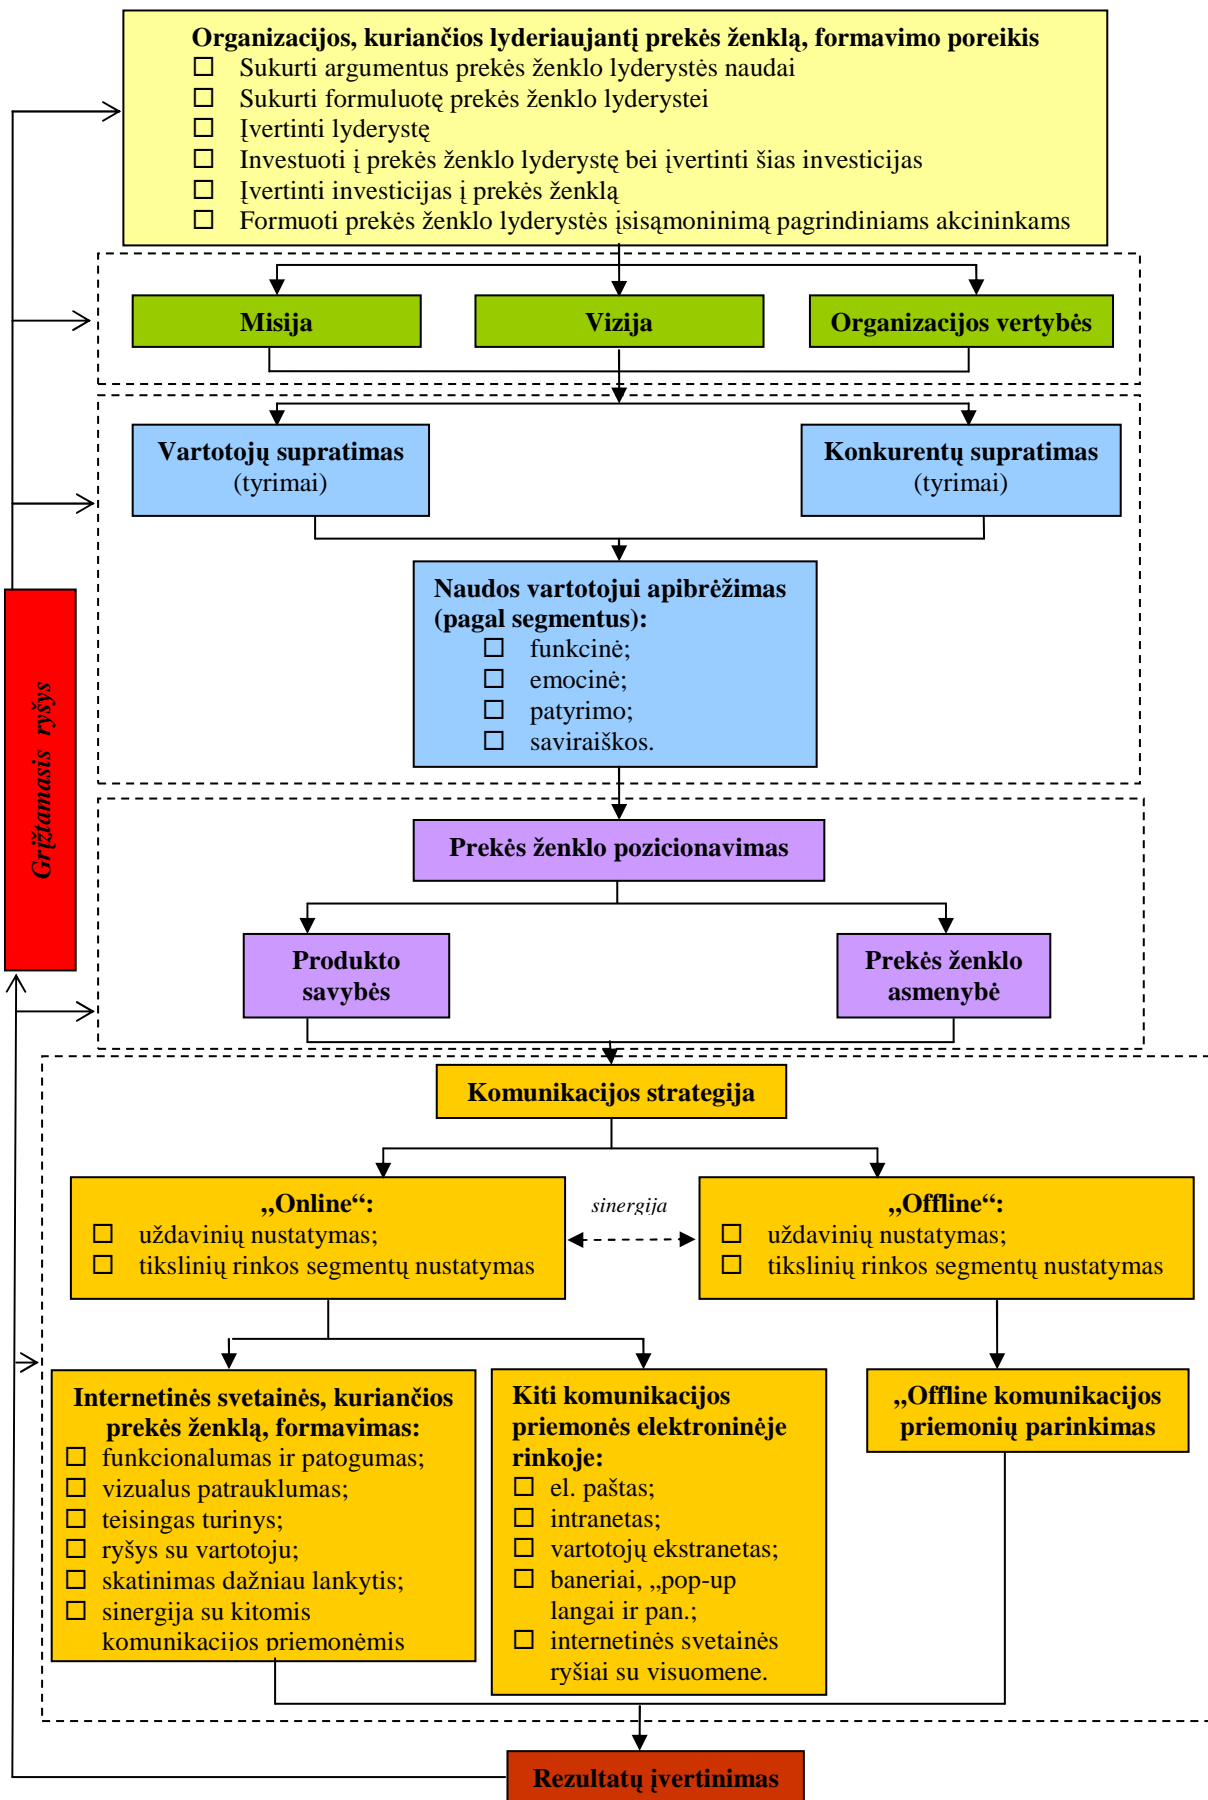 Organizacijos, kuriančios lyderiaujantį prekės ženklą, formavimo poreikis
Sukurti argumentus prekės ženklo lyderystės naudai
Sukurti formuluotę prekės ženklo lyderystei
Įvertinti lyderystę
Investuoti į prekės ženklo lyderystę bei įvertinti šias investicijas
Įvertinti investicijas į prekės ženklą
Formuoti prekės ženklo lyderystės įsisąmoninimą pagrindiniams akcininkams
Misija
Vizija
Organizacijos vertybės
Vartotojų supratimas
(tyrimai)
Konkurentų supratimas
(tyrimai)
Naudos vartotojui apibrėžimas
(pagal segmentus):
funkcinė;
emocinė;
patyrimo;
saviraiškos.
Grįžtamasis ryšys
Prekės ženklo pozicionavimas
Produkto
savybės
Prekės ženklo
asmenybė
Komunikacijos strategija
„Online“:
uždavinių nustatymas;
tikslinių rinkos segmentų nustatymas
sinergija
„Offline“:
uždavinių nustatymas;
tikslinių rinkos segmentų nustatymas
Internetinės svetainės, kuriančios
prekės ženklą, formavimas:
funkcionalumas ir patogumas;
vizualus patrauklumas;
teisingas turinys;
ryšys su vartotoju;
skatinimas dažniau lankytis;
sinergija su kitomis
komunikacijos priemonėmis
Kiti komunikacijos
priemonės elektroninėje
rinkoje:
el. paštas;
intranetas;
vartotojų ekstranetas;
baneriai, „pop-up
langai ir pan.;
internetinės svetainės
ryšiai su visuomene.
„Offline komunikacijos
priemonių parinkimas
Rezultatų įvertinimas